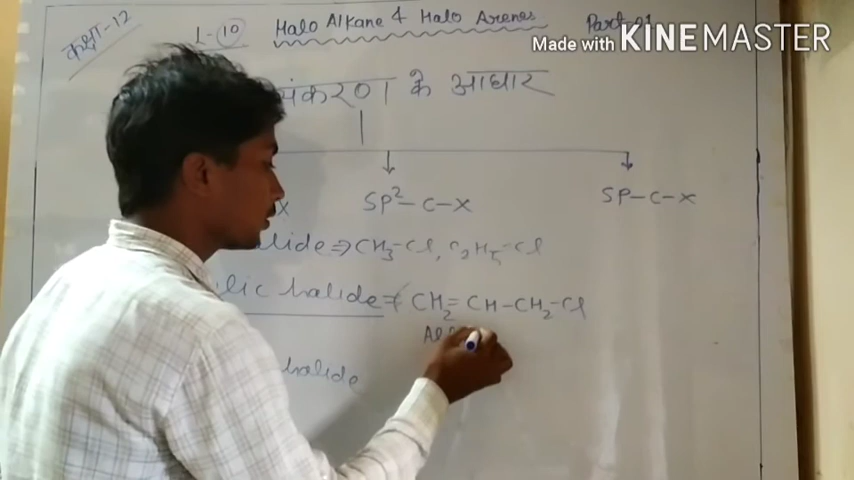 कक्षा-12 L-10 Halo Alkane & Halo Arenes Part-01
Made with KINEMASTER
संकरण के आधार
X SP²-C-X SP-C-X
halide ⇒ CH₃-Cl, C₂H₅-Cl
lic halide ⇒ CH₂=CH-CH₂-Cl
halide